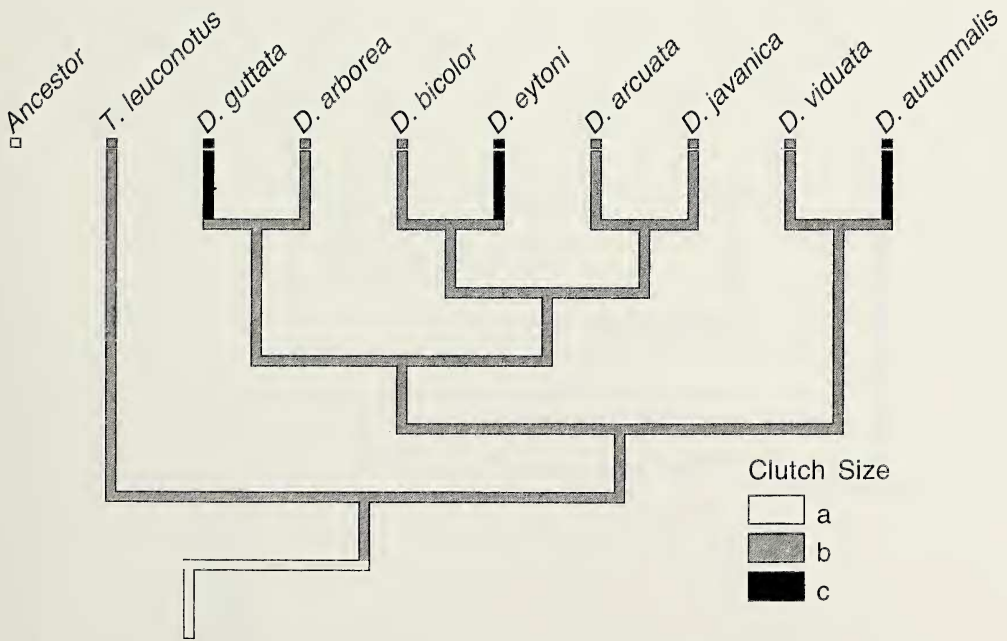 Ancestor
T. leuconotus
D. guttata
D. arborea
D. bicolor
D. eytoni
D. arcuata
D. javanica
D. viduata
D. autumnalis
Clutch Size
a
b
c